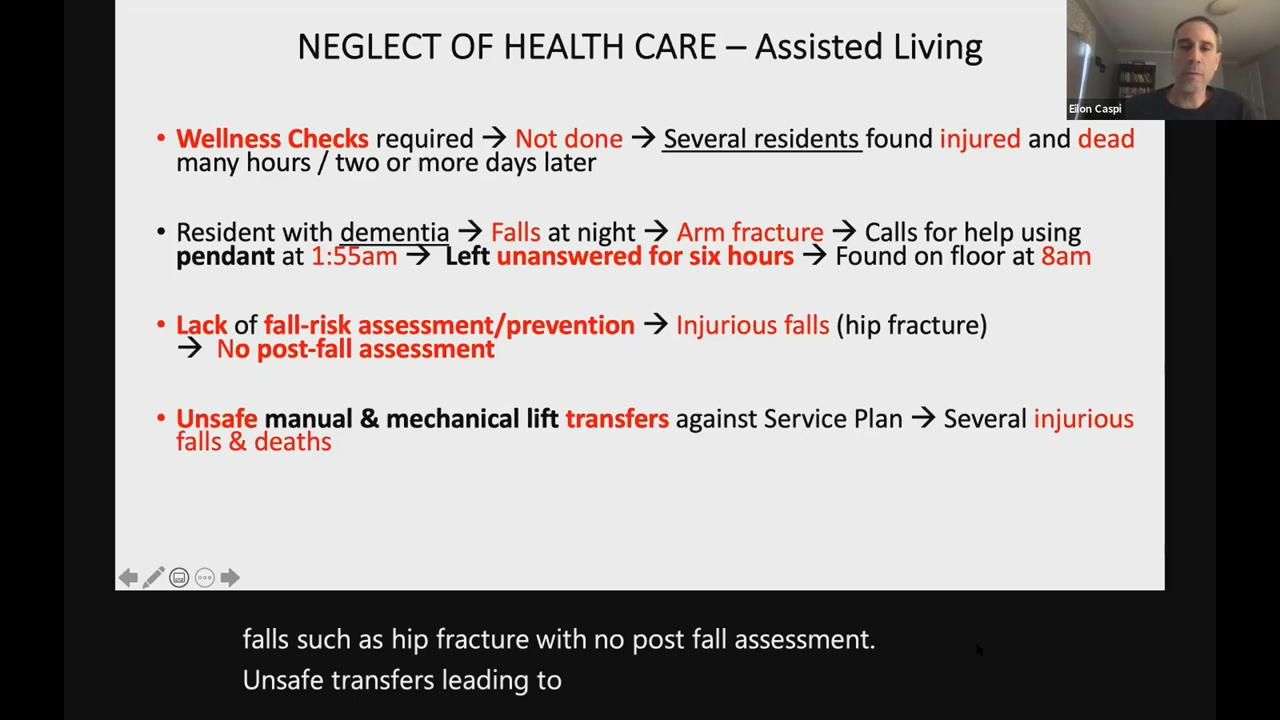 NEGLECT OF HEALTH CARE – Assisted Living
Eilon Caspi
• Wellness Checks required → Not done → Several residents found injured and dead
many hours / two or more days later
• Resident with dementia → Falls at night → Arm fracture → Calls for help using
pendant at 1:55am → Left unanswered for six hours → Found on floor at 8am
• Lack of fall-risk assessment/prevention → Injurious falls (hip fracture)
→ No post-fall assessment
• Unsafe manual & mechanical lift transfers against Service Plan → Several injurious
falls & deaths
falls such as hip fracture with no post fall assessment.
Unsafe transfers leading to